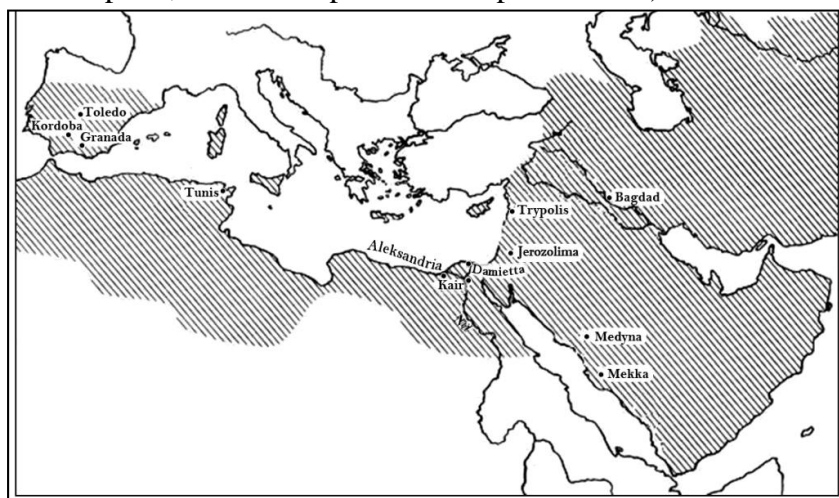 Toledo
Kordoba
Granada
Tunis
Bagdad
Trypolis
Jerozolima
Aleksandria
Damietta
Kair
Medyna
Mekka